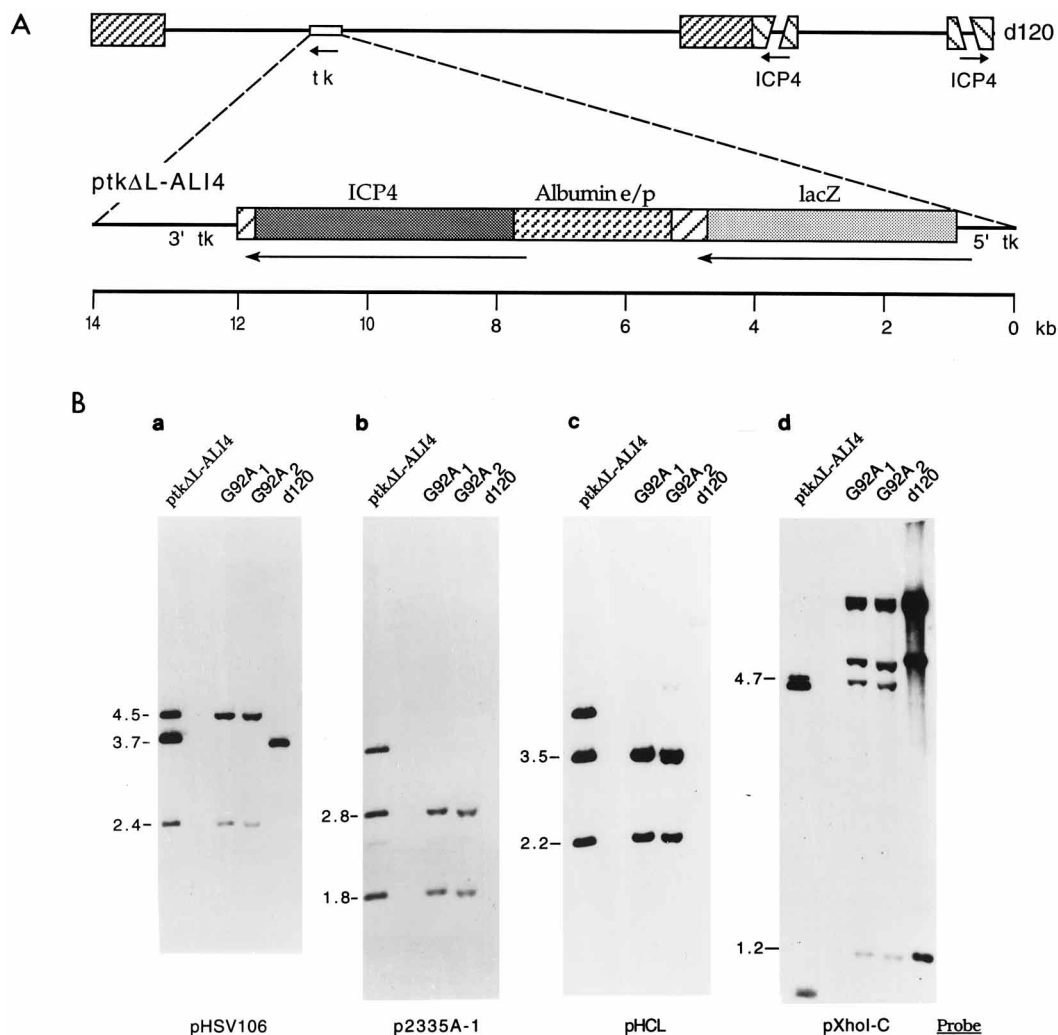 A
d120
tk
ICP4
ICP4
ptkΔL-ALI4
ICP4
Albumin e/p
lacZ
3' tk
5' tk
14
12
10
8
6
4
2
0
kb
B
a
b
c
d
ptkΔL-ALI4
G92A 1
G92A 2
d120
ptkΔL-ALI4
G92A 1
G92A 2
d120
ptkΔL-ALI4
G92A 1
G92A 2
d120
ptkΔL-ALI4
G92A 1
G92A 2
d120
4.5-
3.7-
2.4-
2.8-
1.8-
3.5-
2.2-
4.7-
1.2-
pHSV106
p2335A-1
pHCL
pXhoI-C
Probe